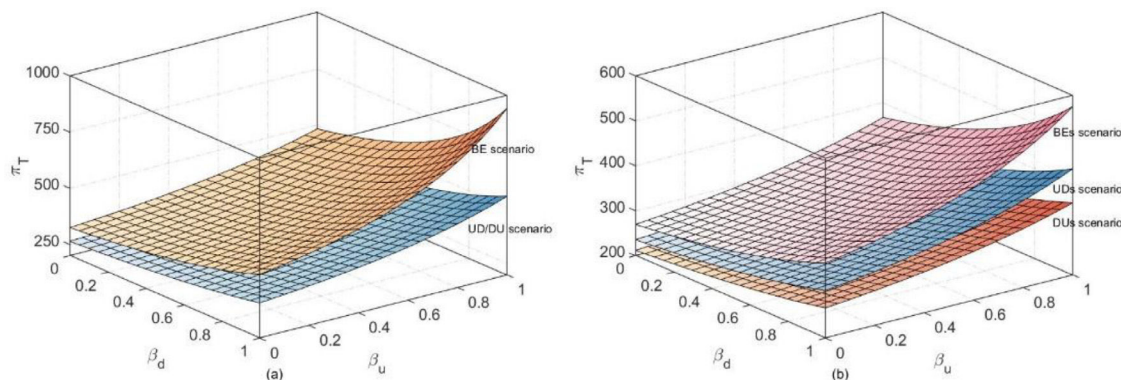 1000
750
500
250
π_T
0
0.2
0.4
0.6
0.8
1
β_d
0
0.2
0.4
0.6
0.8
1
β_u
BE scenario
UD/DU scenario
(a)
600
500
400
300
200
π_T
0
0.2
0.4
0.6
0.8
1
β_d
0
0.2
0.4
0.6
0.8
1
β_u
BEs scenario
UDs scenario
DUs scenario
(b)